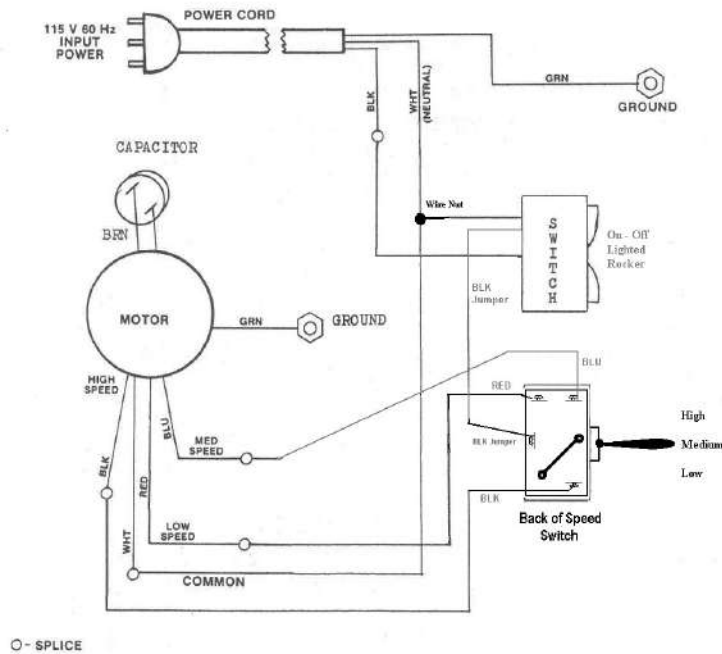 POWER CORD
115 V 60 Hz
INPUT
POWER
GRN
GROUND
BLK
WHT
(NEUTRAL)
CAPACITOR
BRN
Wire Nut
SWITCH
On - Off
Lighted
Rocker
BLK
Jumper
MOTOR
GRN
GROUND
HIGH
SPEED
BLU
RED
BLU
MED
SPEED
BLK
RED
BLK Jumper
High
Medium
Low
BLK
Back of Speed
Switch
WHT
LOW
SPEED
COMMON
O - SPLICE